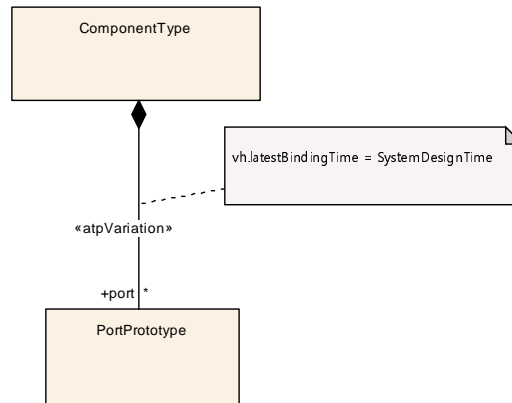 ComponentType
vh.latestBindingTime = SystemDesignTime
«atpVariation»
+port *
PortPrototype